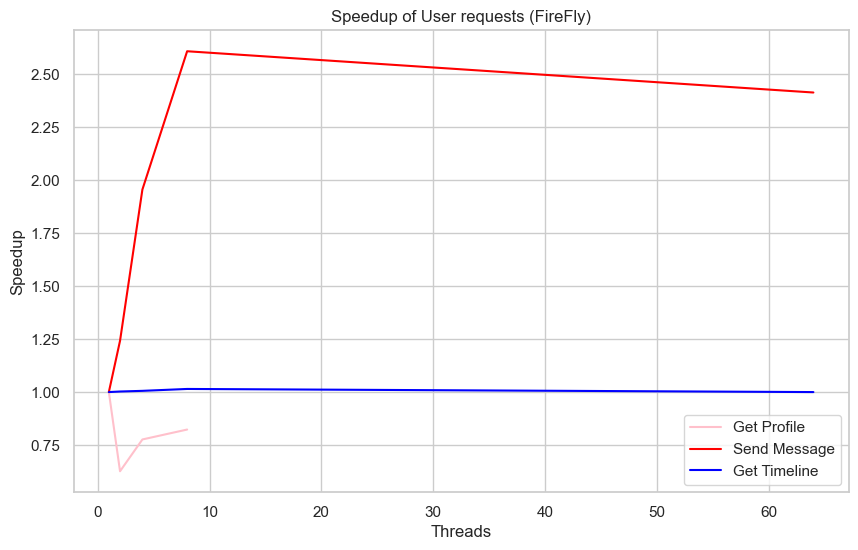 Speedup of User requests (FireFly)
2.50
2.25
2.00
1.75
1.50
1.25
1.00
0.75
Speedup
0 10 20 30 40 50 60
Threads
Get Profile
Send Message
Get Timeline